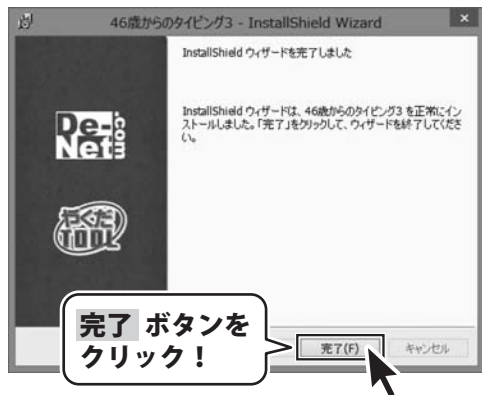 46歳からのタイピング3 - InstallShield Wizard
×
InstallShield ウィザードを完了しました
InstallShield ウィザードは、46歳からのタイピング3 を正常にイン
ストールしました。「完了」をクリックして、ウィザードを終了してくださ
い。
De-
Net
.com
やくだち
TOOL
完了 ボタンを
クリック!
完了(F)
キャンセル